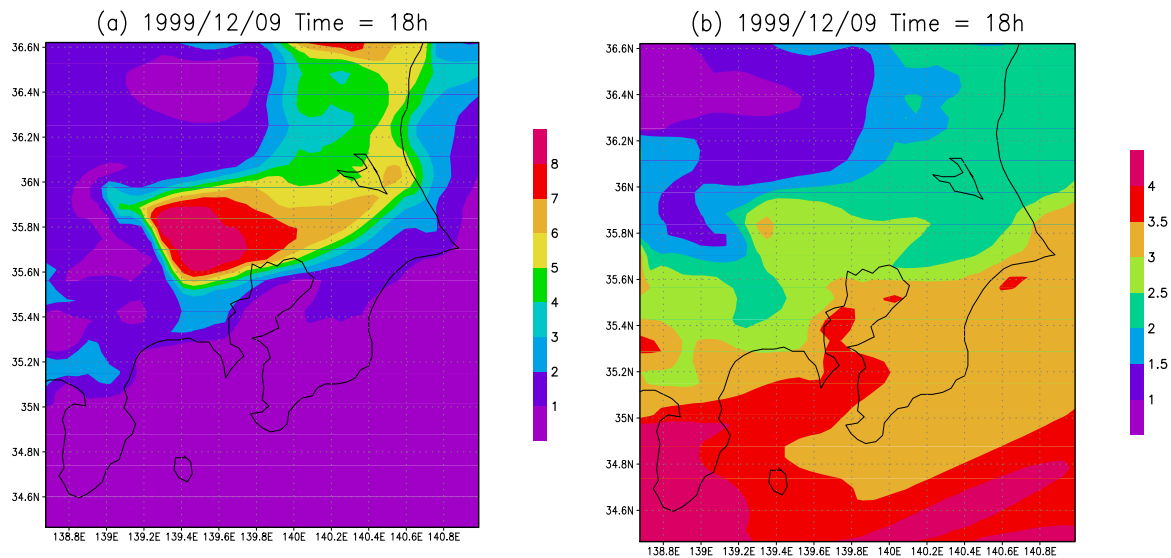 (a) 1999/12/09 Time = 18h
36.6N
36.4N
36.2N
36N
35.8N
35.6N
35.4N
35.2N
35N
34.8N
34.6N
138.8E 139E 139.2E 139.4E 139.6E 139.8E 140E 140.2E 140.4E 140.6E 140.8E
8
7
6
5
4
3
2
1
(b) 1999/12/09 Time = 18h
36.6N
36.4N
36.2N
36N
35.8N
35.6N
35.4N
35.2N
35N
34.8N
34.6N
138.8E 139E 139.2E 139.4E 139.6E 139.8E 140E 140.2E 140.4E 140.6E 140.8E
4
3.5
3
2.5
2
1.5
1